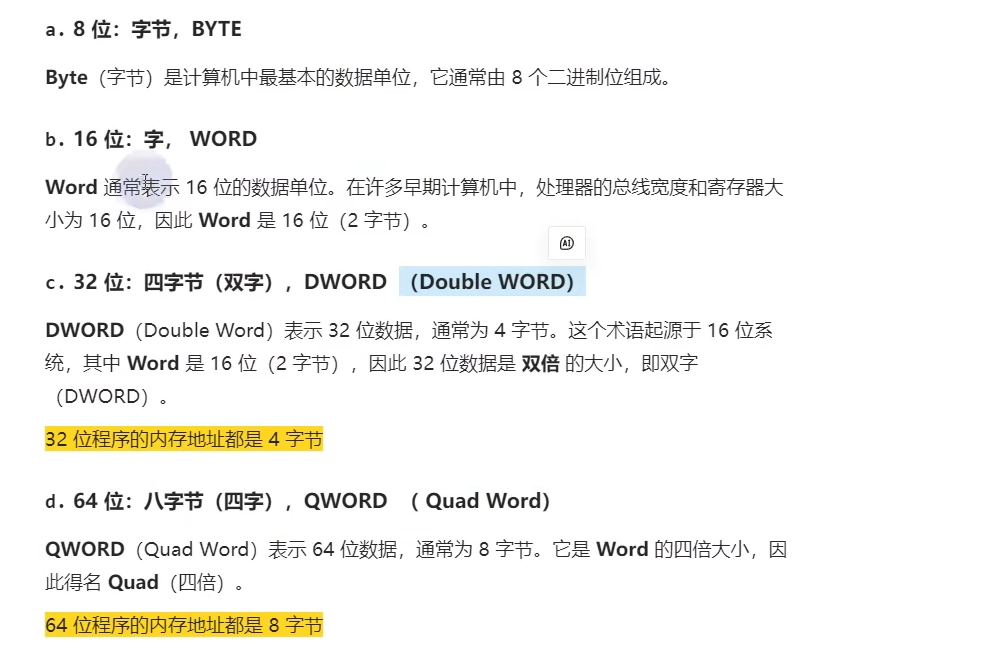 a. 8 位：字节，BYTE
Byte（字节）是计算机中最基本的数据单位，它通常由 8 个二进制位组成。
b. 16 位：字， WORD
Word 通常表示 16 位的数据单位。在许多早期计算机中，处理器的总线宽度和寄存器大
小为 16 位，因此 Word 是 16 位（2 字节）。
AI
c. 32 位：四字节（双字），DWORD （Double WORD）
DWORD（Double Word）表示 32 位数据，通常为 4 字节。这个术语起源于 16 位系
统，其中 Word 是 16 位（2 字节），因此 32 位数据是 双倍 的大小，即双字
（DWORD）。
32 位程序的内存地址都是 4 字节
d. 64 位：八字节（四字），QWORD （ Quad Word）
QWORD（Quad Word）表示 64 位数据，通常为 8 字节。它是 Word 的四倍大小，因
此得名 Quad（四倍）。
64 位程序的内存地址都是 8 字节